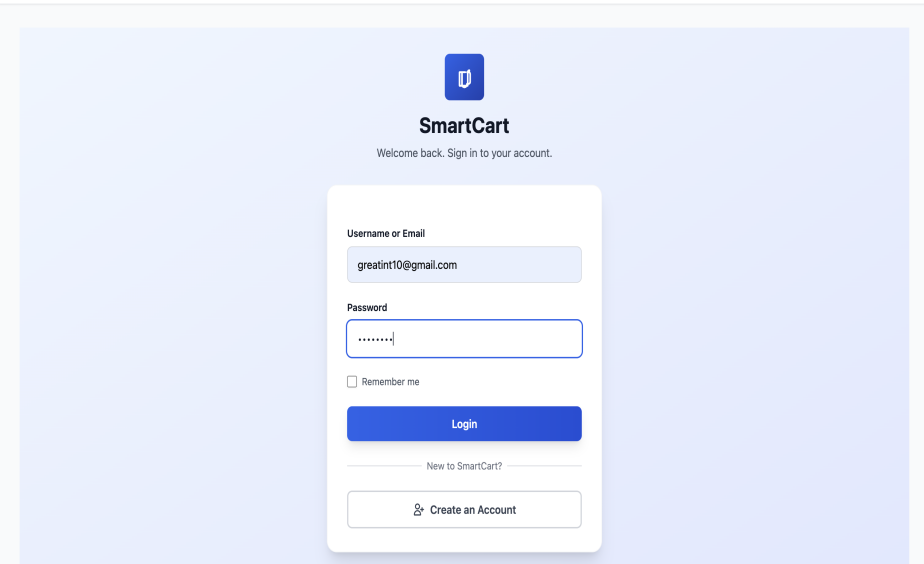 SmartCart
Welcome back. Sign in to your account.
Username or Email
greatint10@gmail.com
Password
••••••••
Remember me
Login
New to SmartCart?
Create an Account